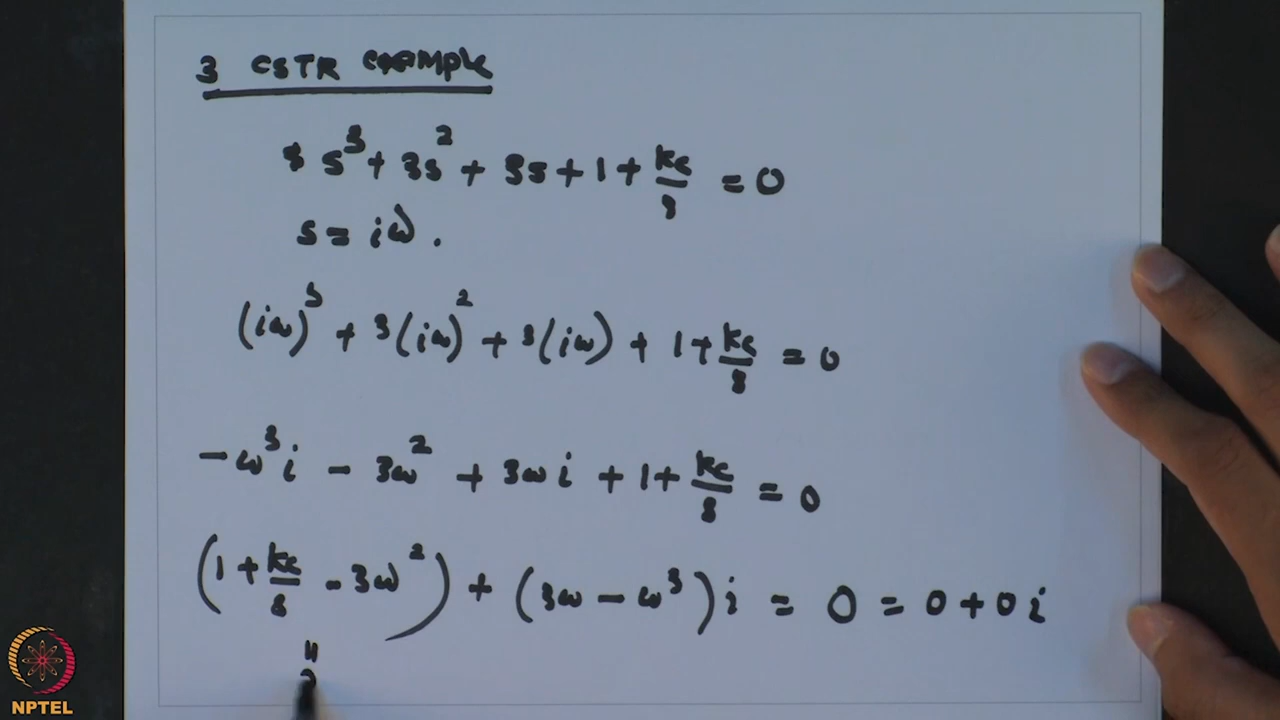 3 CSTR example
s³ + 3s² + 3s + 1 + kc/8 = 0
s = iω.
(iω)³ + 3(iω)² + 3(iω) + 1 + kc/8 = 0
-ω³i - 3ω² + 3ωi + 1 + kc/8 = 0
(1 + kc/8 - 3ω²) + (3ω - ω³)i = 0 = 0 + 0i
NPTEL